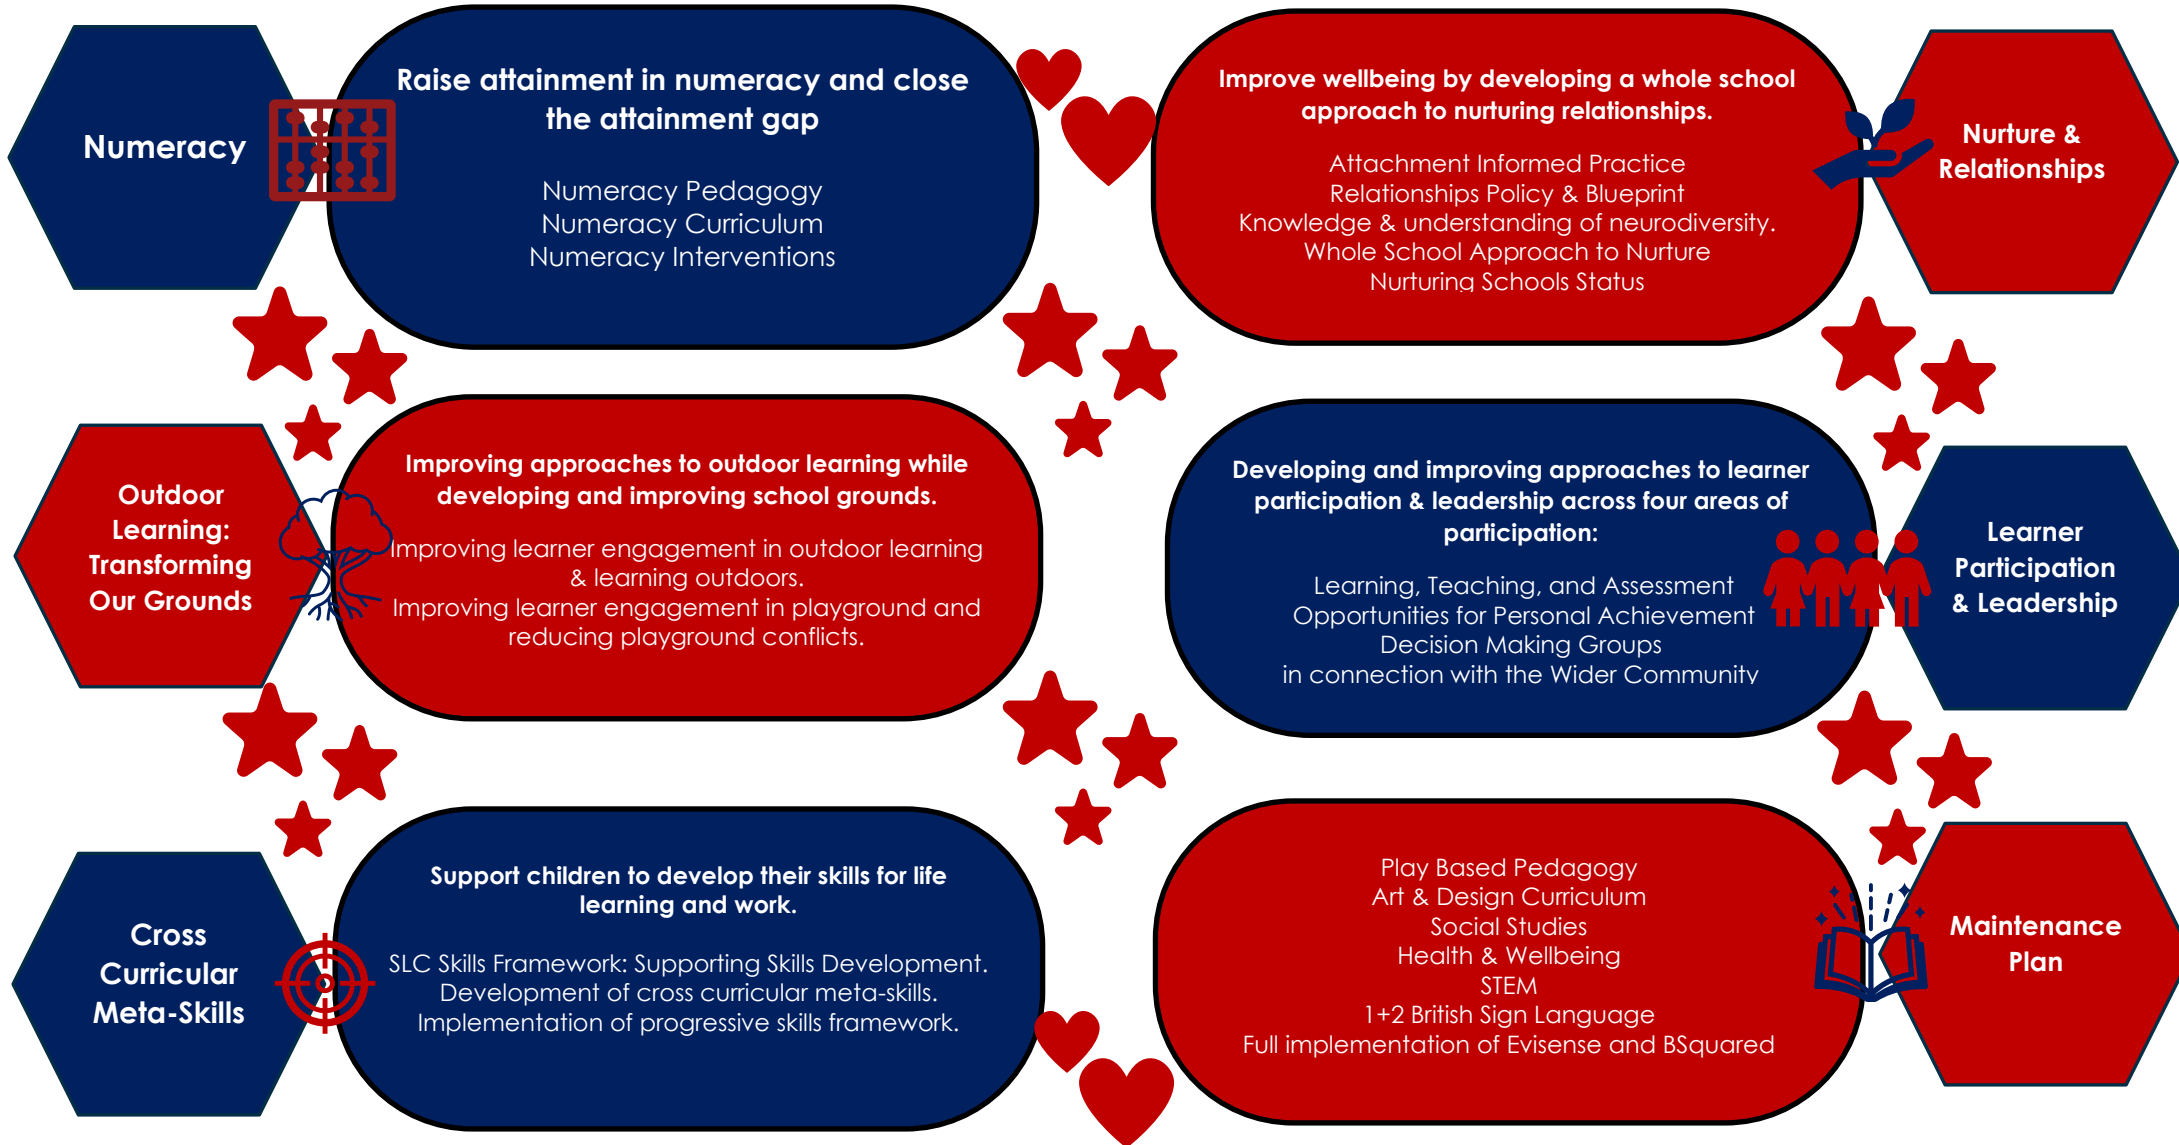 Numeracy
Raise attainment in numeracy and close
the attainment gap
Numeracy Pedagogy
Numeracy Curriculum
Numeracy Interventions
Improve wellbeing by developing a whole school
approach to nurturing relationships.
Attachment Informed Practice
Relationships Policy & Blueprint
Knowledge & understanding of neurodiversity.
Whole School Approach to Nurture
Nurturing Schools Status
Nurture &
Relationships
Outdoor
Learning:
Transforming
Our Grounds
Improving approaches to outdoor learning while
developing and improving school grounds.
Improving learner engagement in outdoor learning
& learning outdoors.
Improving learner engagement in playground and
reducing playground conflicts.
Developing and improving approaches to learner
participation & leadership across four areas of
participation:
Learning, Teaching, and Assessment
Opportunities for Personal Achievement
Decision Making Groups
in connection with the Wider Community
Learner
Participation
& Leadership
Cross
Curricular
Meta-Skills
Support children to develop their skills for life
learning and work.
SLC Skills Framework: Supporting Skills Development.
Development of cross curricular meta-skills.
Implementation of progressive skills framework.
Play Based Pedagogy
Art & Design Curriculum
Social Studies
Health & Wellbeing
STEM
1+2 British Sign Language
Full implementation of Evisense and BSquared
Maintenance
Plan